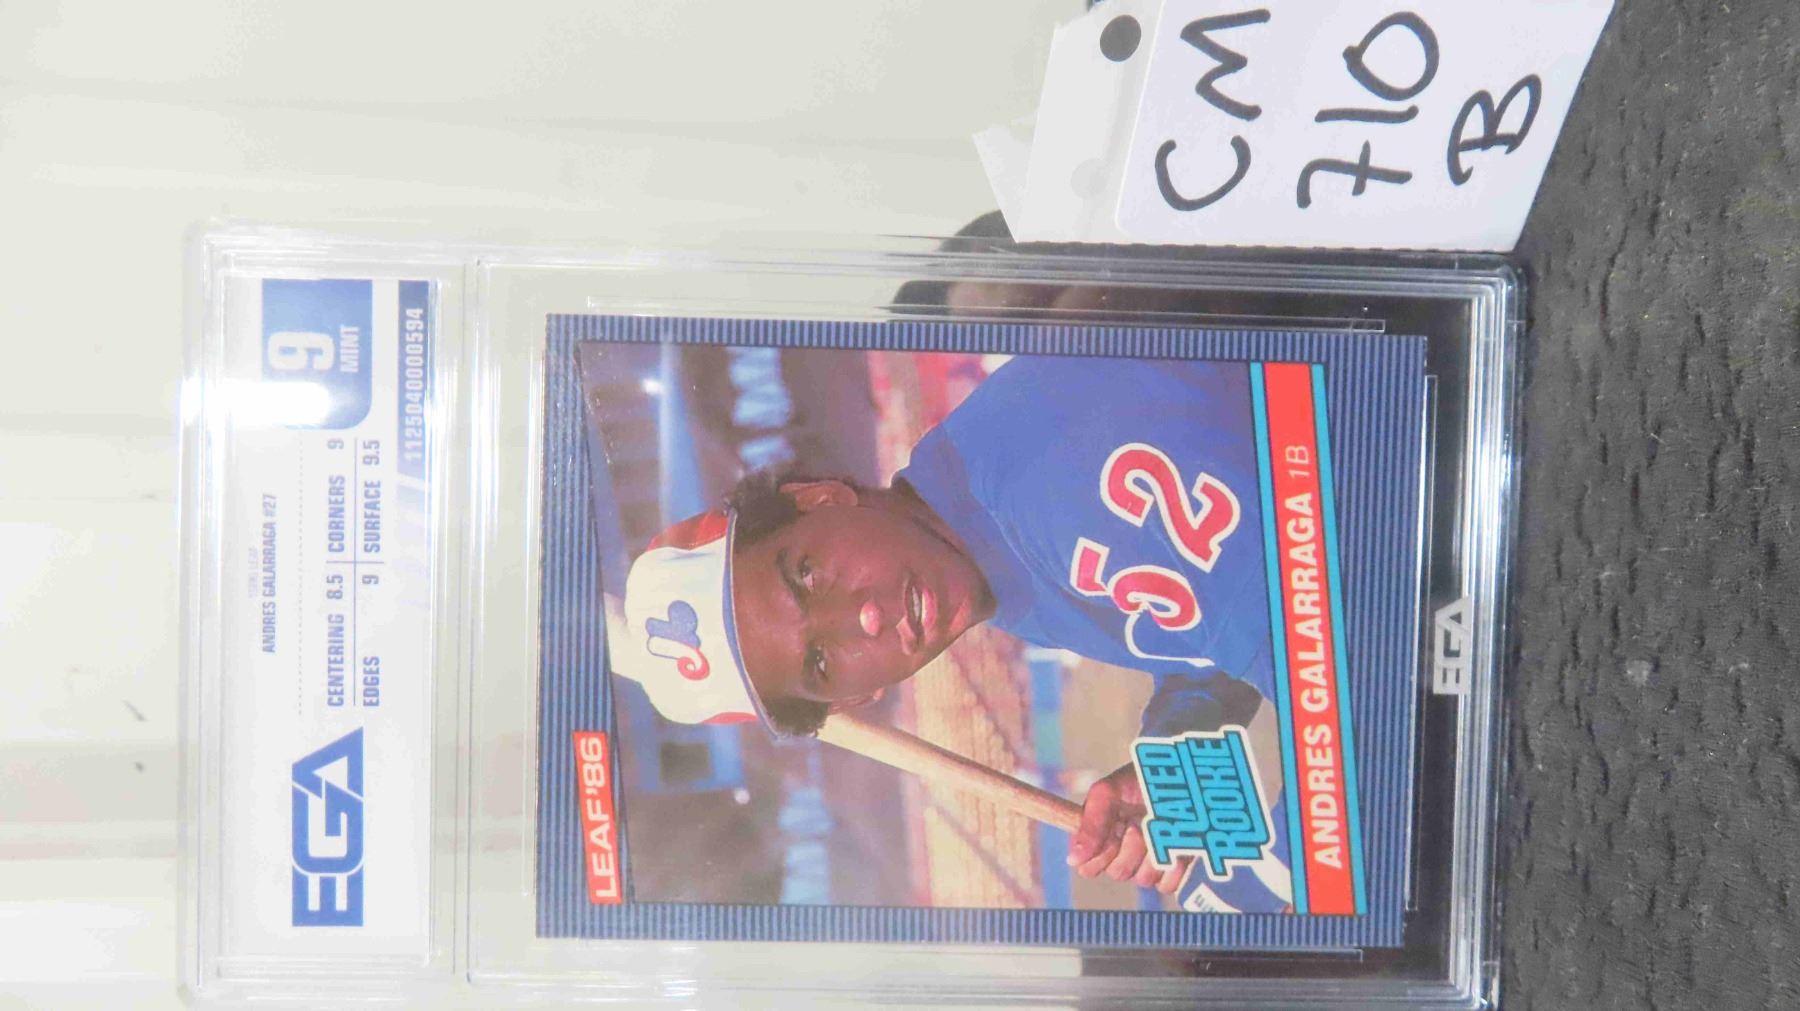 CM
710
B
EGA
1986 LEAF
ANDRES GALARRAGA #27
CENTERING 8.5 CORNERS 9
EDGES 9 SURFACE 9.5
9
MINT
1125040000594
LEAF '86
52
RATED
ROOKIE
ANDRES GALARRAGA 1B
EGA